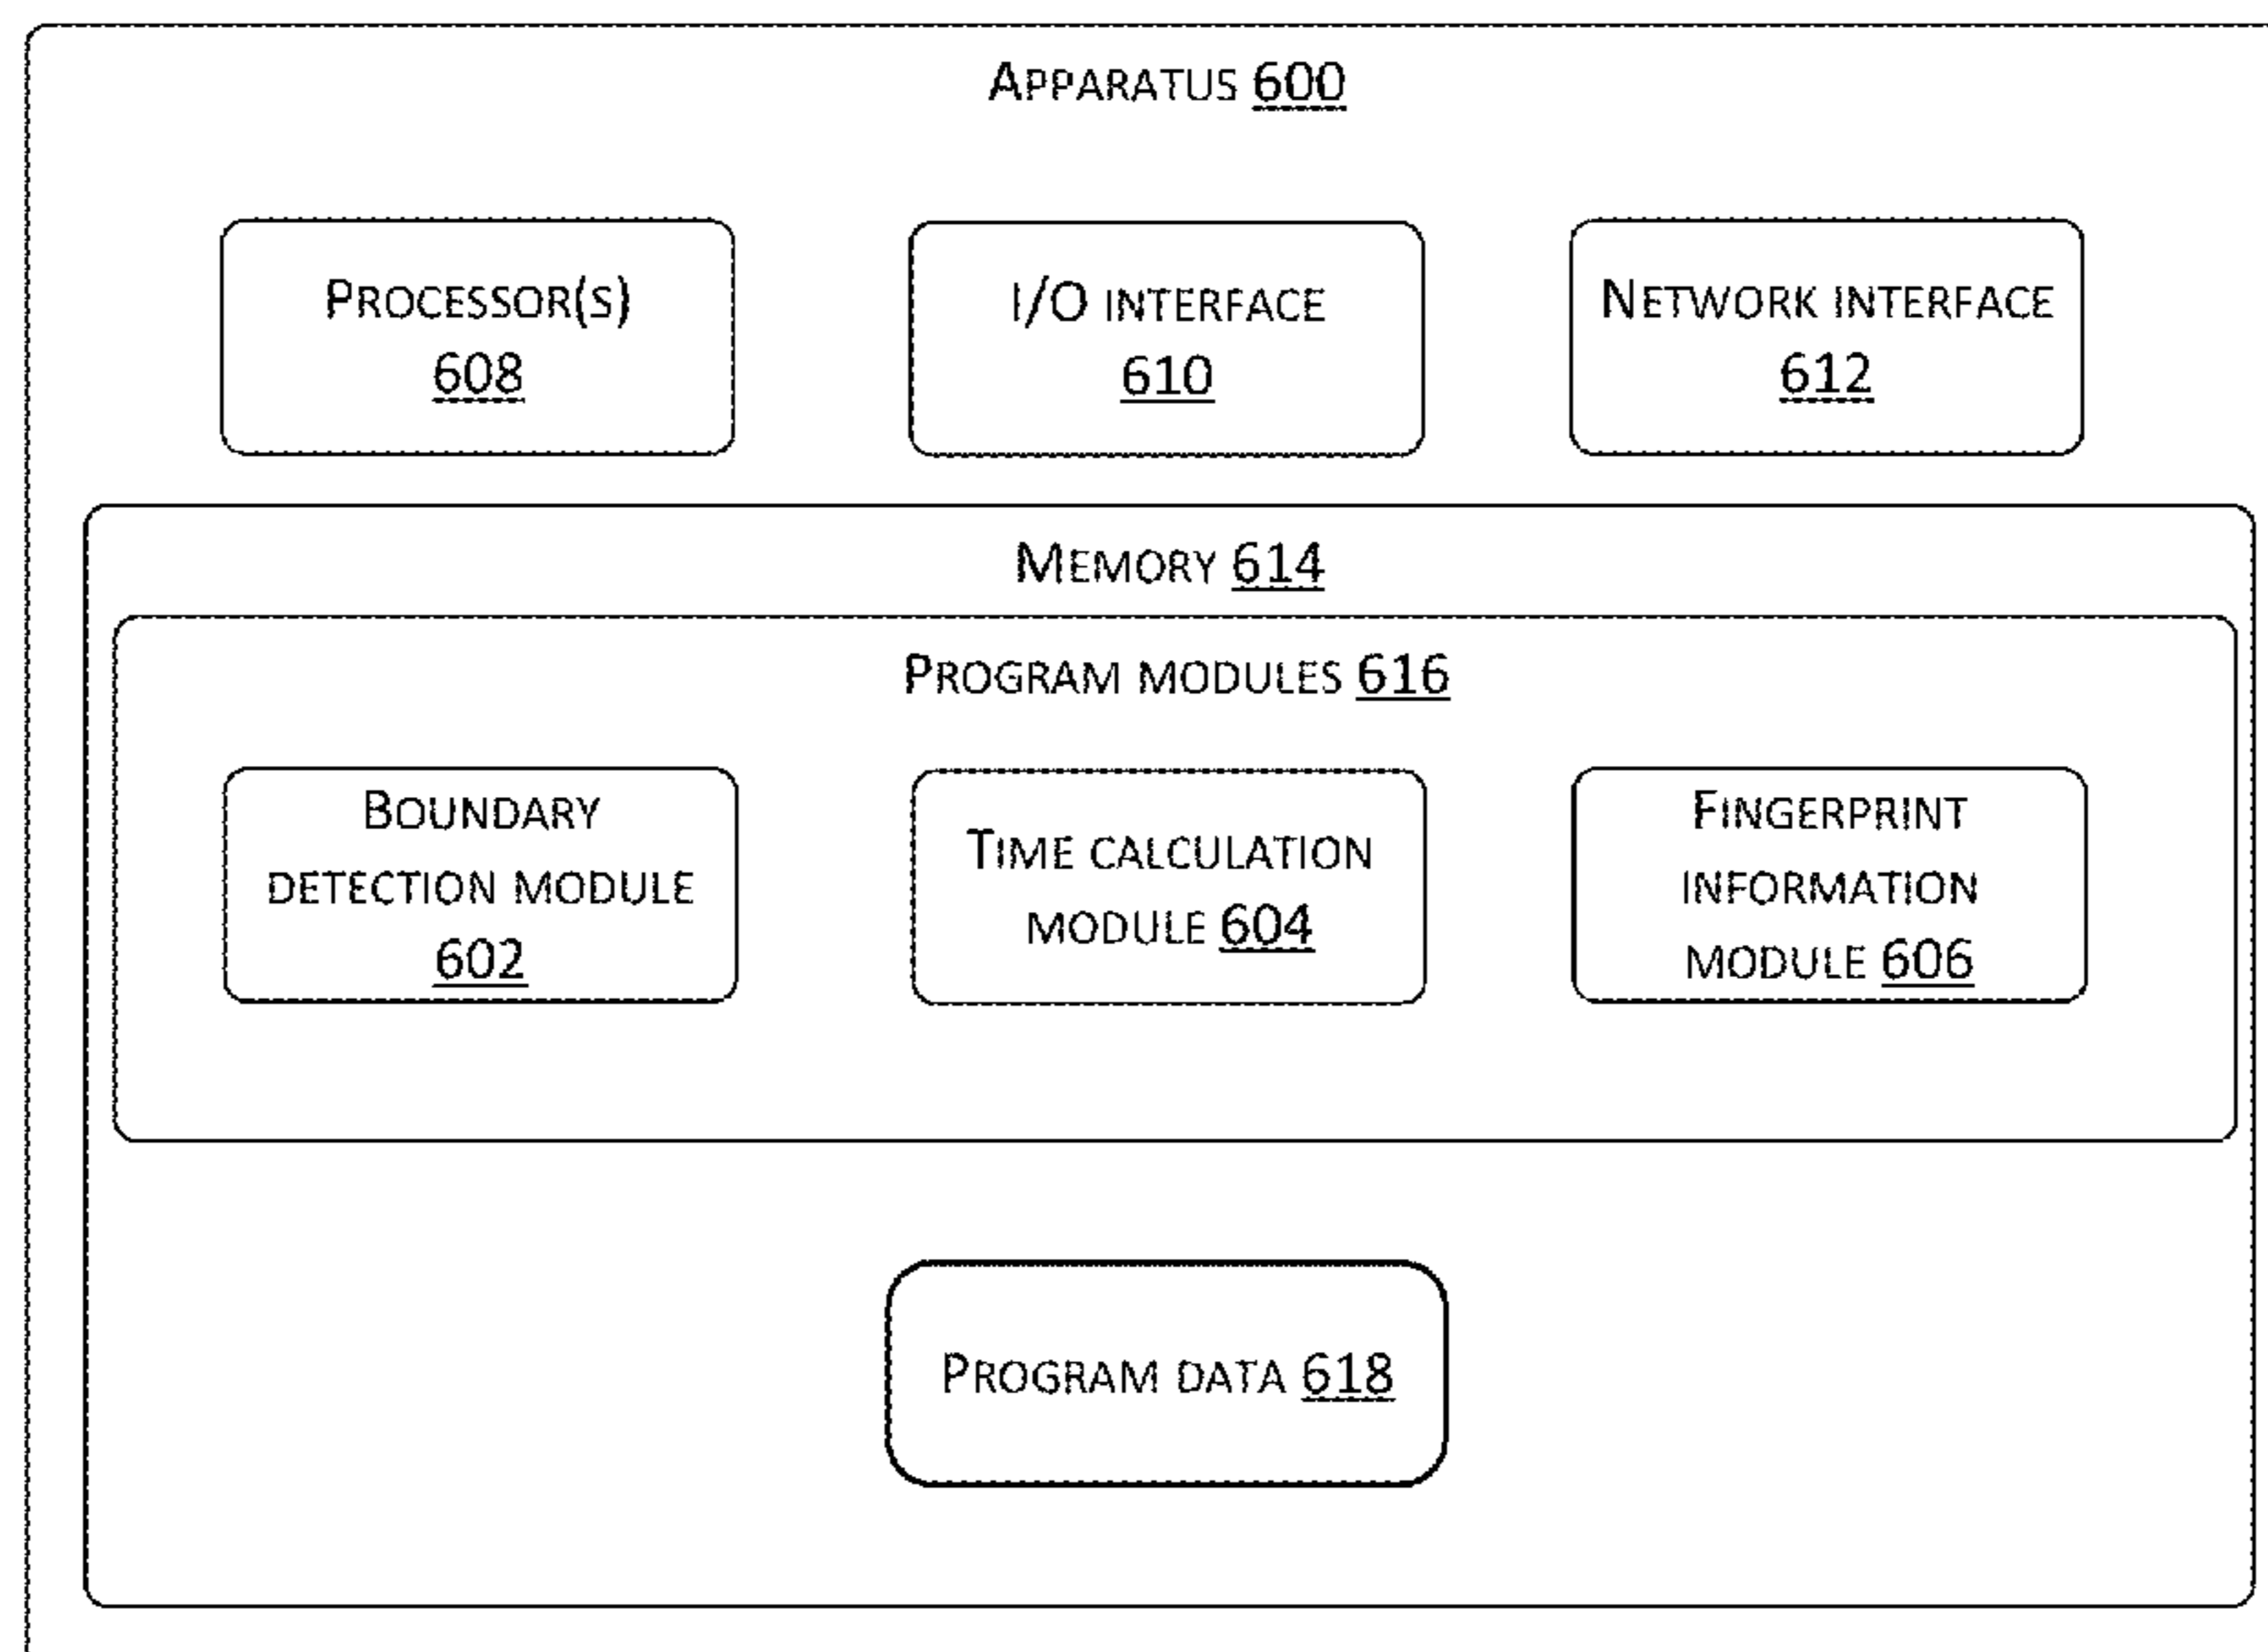 APPARATUS 600
PROCESSOR(S)
608
I/O INTERFACE
610
NETWORK INTERFACE
612
MEMORY 614
PROGRAM MODULES 616
BOUNDARY
DETECTION MODULE
602
TIME CALCULATION
MODULE 604
FINGERPRINT
INFORMATION
MODULE 606
PROGRAM DATA 618